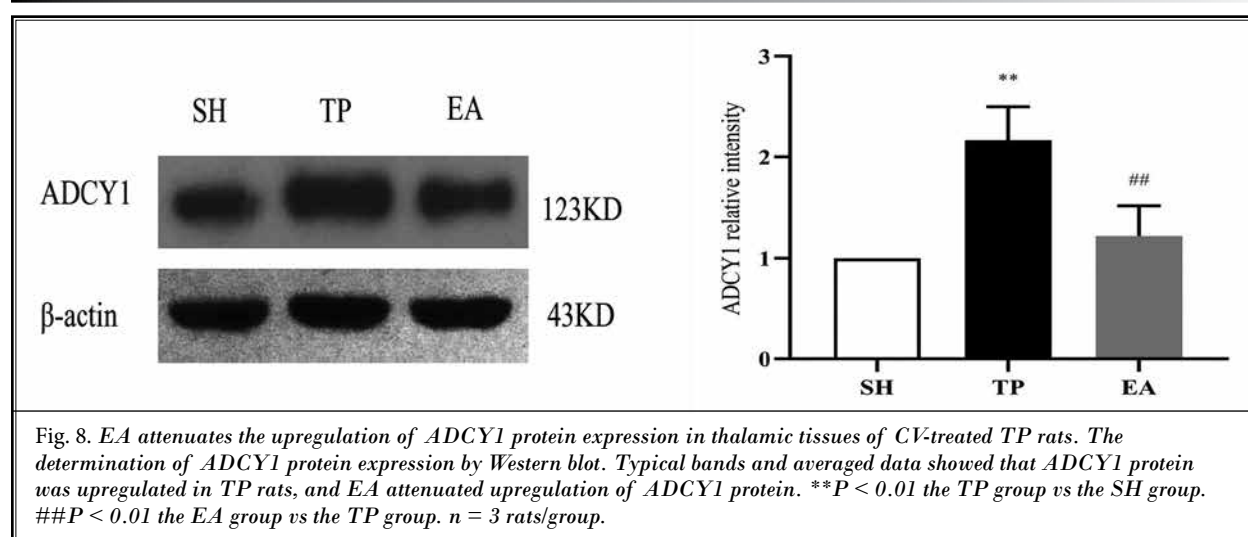 SH TP EA
ADCY1 123KD
β-actin 43KD
ADCY1 relative intensity
3
2
1
0
**
##
SH TP EA
Fig. 8. EA attenuates the upregulation of ADCY1 protein expression in thalamic tissues of CV-treated TP rats. The
determination of ADCY1 protein expression by Western blot. Typical bands and averaged data showed that ADCY1 protein
was upregulated in TP rats, and EA attenuated upregulation of ADCY1 protein. **P < 0.01 the TP group vs the SH group.
##P < 0.01 the EA group vs the TP group. n = 3 rats/group.